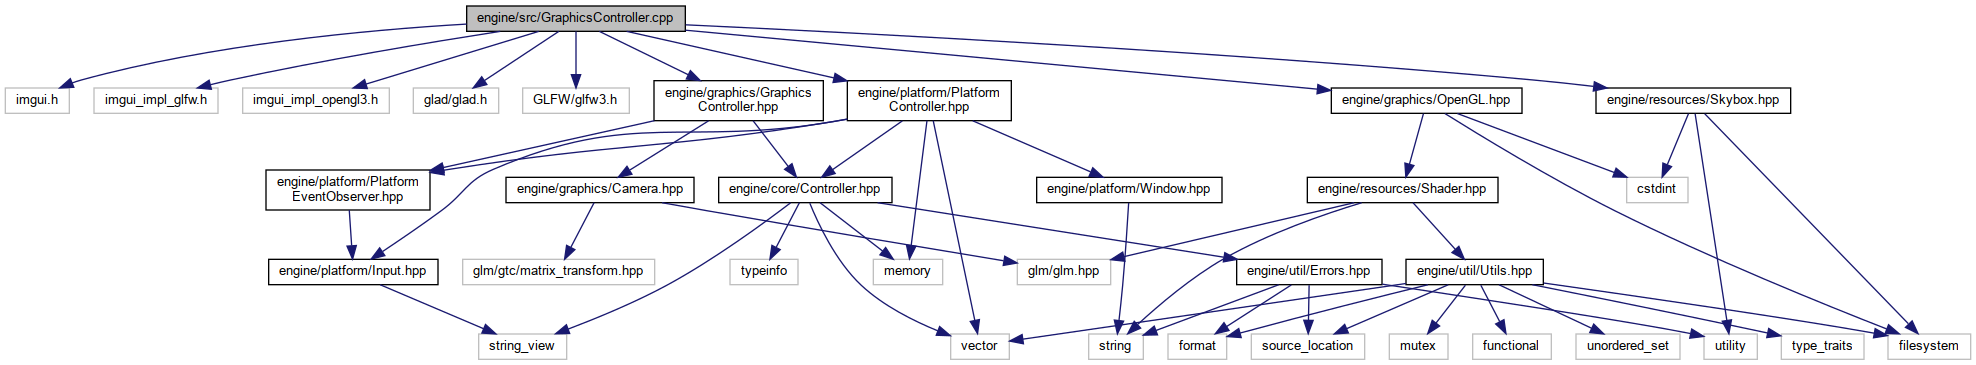 engine/src/GraphicsController.cpp
imgui.h
imgui_impl_glfw.h
imgui_impl_opengl3.h
glad/glad.h
GLFW/glfw3.h
engine/graphics/Graphics
Controller.hpp
engine/platform/Platform
Controller.hpp
engine/graphics/OpenGL.hpp
engine/resources/Skybox.hpp
engine/platform/Platform
EventObserver.hpp
engine/graphics/Camera.hpp
engine/core/Controller.hpp
engine/platform/Window.hpp
engine/resources/Shader.hpp
cstdint
engine/platform/Input.hpp
glm/gtc/matrix_transform.hpp
typeinfo
memory
glm/glm.hpp
engine/util/Errors.hpp
engine/util/Utils.hpp
string_view
vector
string
format
source_location
mutex
functional
unordered_set
utility
type_traits
filesystem